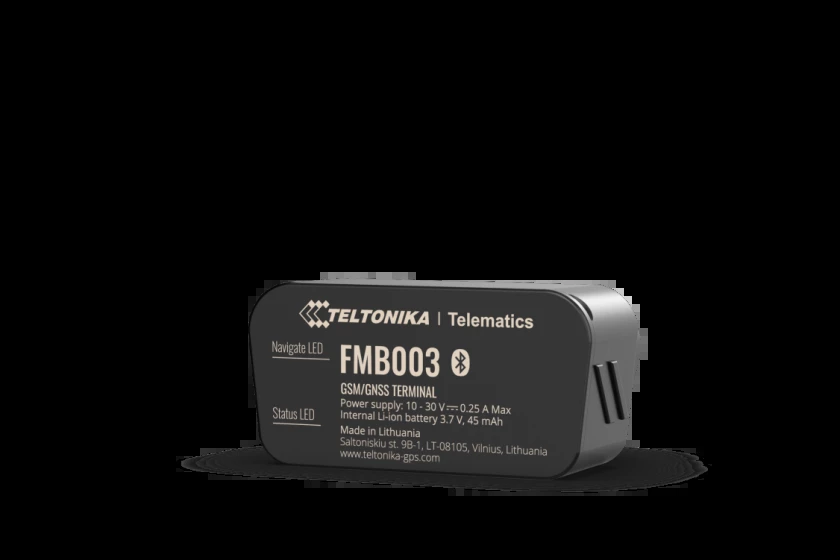 TELTONIKA | Telematics
Navigate LED
FMB003
GSM/GNSS TERMINAL
Power supply: 10 - 30 V⎓0.25 A Max
Internal Li-ion battery 3.7 V, 45 mAh
Status LED
Made in Lithuania
Saltoniskiu st. 9B-1, LT-08105, Vilnius, Lithuania
www.teltonika-gps.com